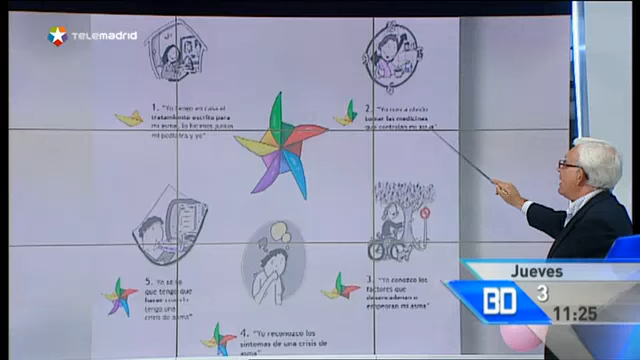 TELEMADRID
1. "Yo tengo en casa el
tratamiento escrito para
mi asma, lo hicimos juntos
mi pediatra y yo"
2. "Yo nunca olvido
tomar las medicinas
que controlan mi asma"
5. Yo sé lo
que tengo que
hacer cuando
tengo una
crisis de asma"
4. "Yo reconozco los
síntomas de una crisis de
asma"
3. "Yo conozco los
factores que
desencadenan o
empeoran mi asma"
Jueves
BD 3
11:25